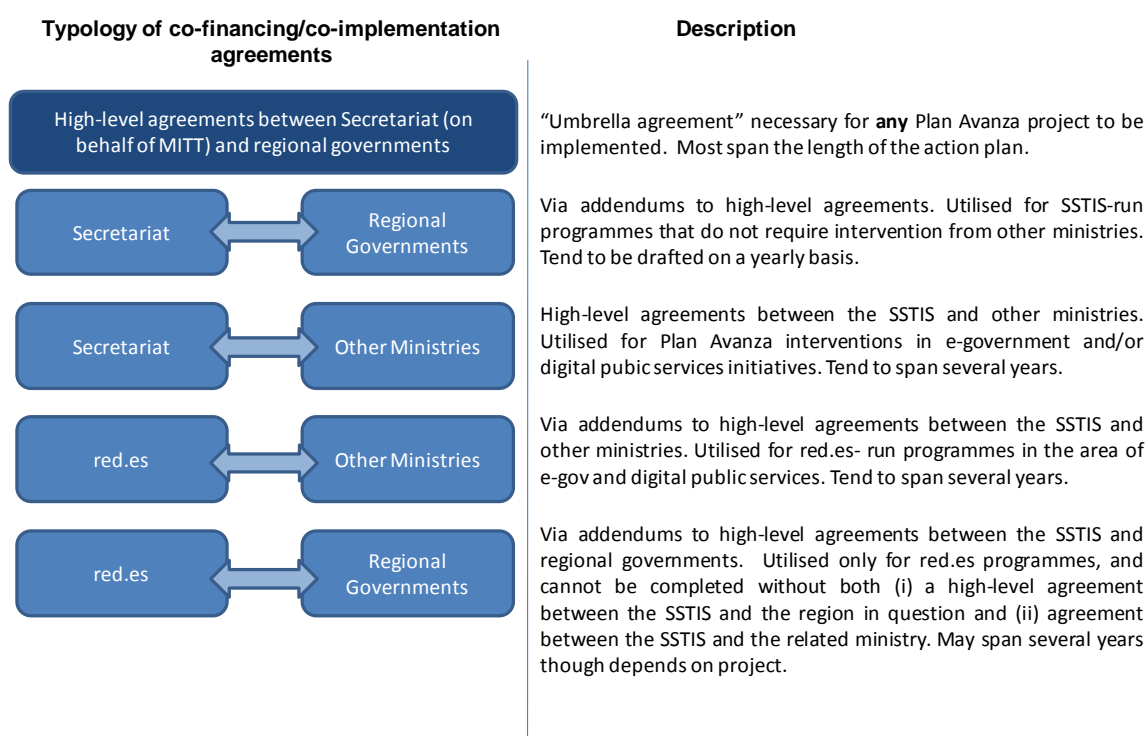 Typology of co-financing/co-implementation
agreements
Description
High-level agreements between Secretariat (on
behalf of MITT) and regional governments
“Umbrella agreement” necessary for any Plan Avanza project to be
implemented. Most span the length of the action plan.
Secretariat
Regional
Governments
Via addendums to high-level agreements. Utilised for SSTIS-run
programmes that do not require intervention from other ministries.
Tend to be drafted on a yearly basis.
Secretariat
Other Ministries
High-level agreements between the SSTIS and other ministries.
Utilised for Plan Avanza interventions in e-government and/or
digital pubic services initiatives. Tend to span several years.
red.es
Other Ministries
Via addendums to high-level agreements between the SSTIS and
other ministries. Utilised for red.es- run programmes in the area of
e-gov and digital public services. Tend to span several years.
red.es
Regional
Governments
Via addendums to high-level agreements between the SSTIS and
regional governments. Utilised only for red.es programmes, and
cannot be completed without both (i) a high-level agreement
between the SSTIS and the region in question and (ii) agreement
between the SSTIS and the related ministry. May span several years
though depends on project.